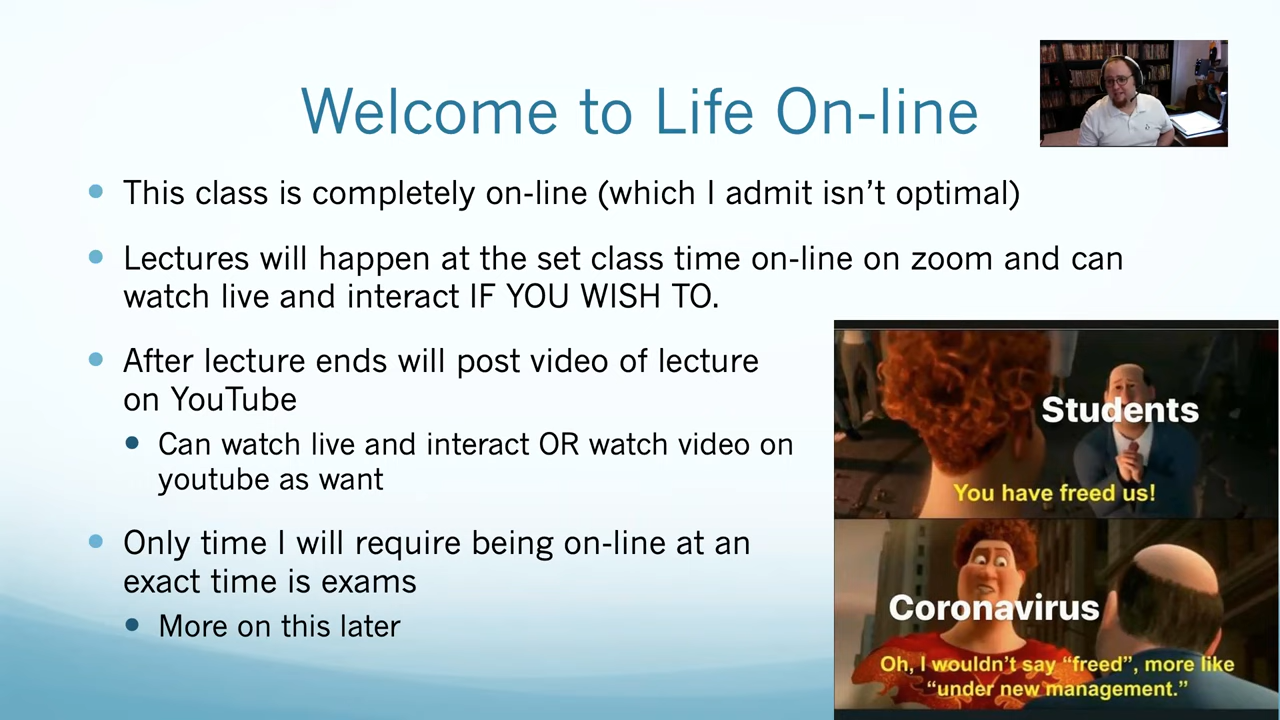 Welcome to Life On-line
This class is completely on-line (which I admit isn’t optimal)
Lectures will happen at the set class time on-line on zoom and can
watch live and interact IF YOU WISH TO.
After lecture ends will post video of lecture
on YouTube
Can watch live and interact OR watch video on
youtube as want
Only time I will require being on-line at an
exact time is exams
More on this later
Students
You have freed us!
Coronavirus
Oh, I wouldn’t say “freed”, more like
“under new management.”